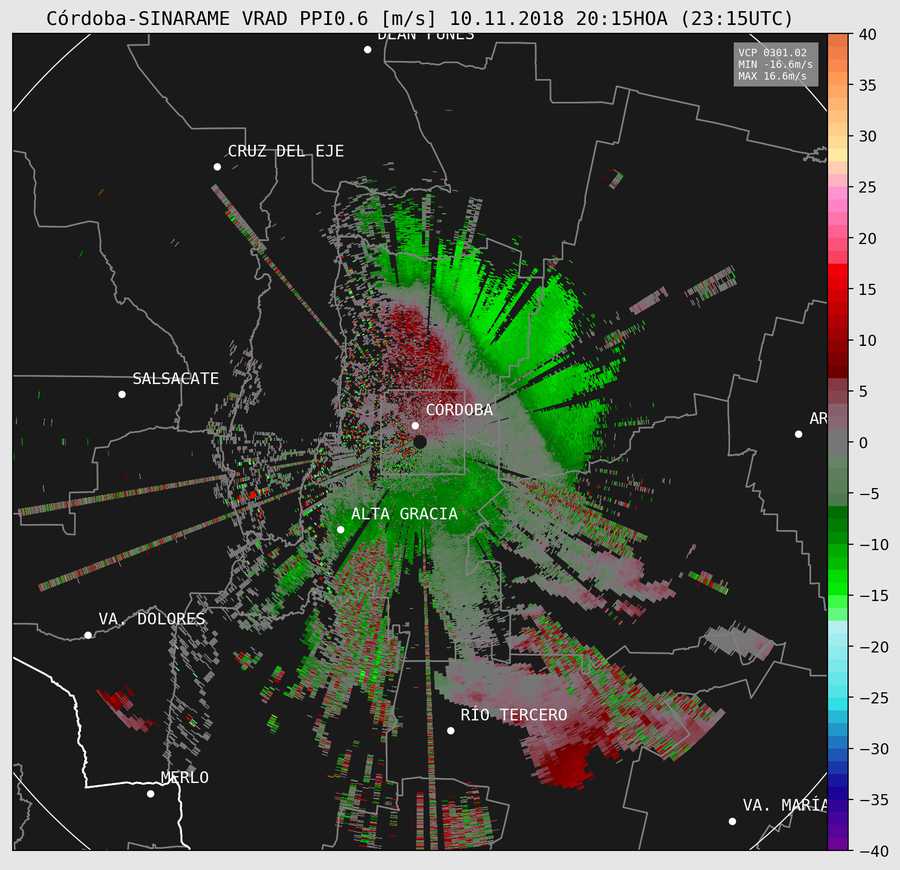 Córdoba-SINARAME VRAD PPI0.6 [m/s] 10.11.2018 20:15HOA (23:15UTC)
DEAN FUNES
VCP 0301.02
MIN -16.6m/s
MAX 16.6m/s
CRUZ DEL EJE
SALSACATE
CÓRDOBA
AR
ALTA GRACIA
VA. DOLORES
RÍO TERCERO
MERLO
VA. MARÍA
40
35
30
25
20
15
10
5
0
−5
−10
−15
−20
−25
−30
−35
−40